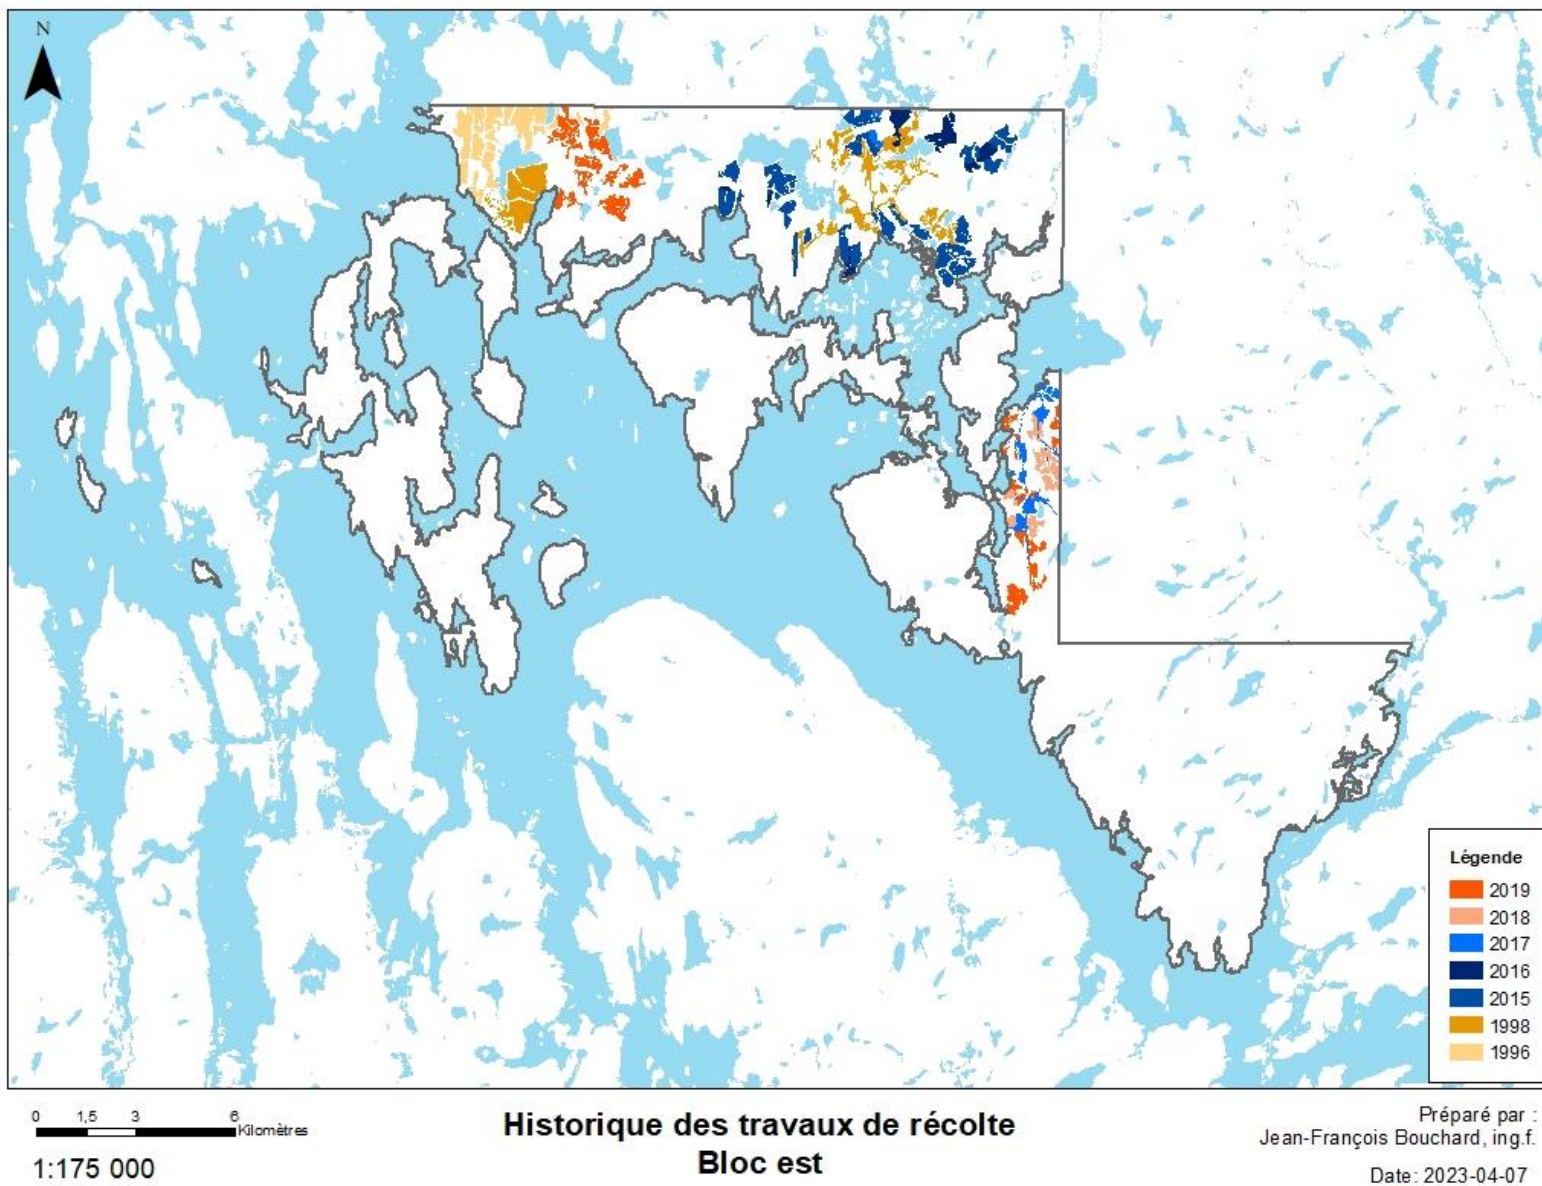 N
Légende
2019
2018
2017
2016
2015
1998
1996
0 1,5 3 6
Kilomètres
1:175 000
Historique des travaux de récolte
Bloc est
Préparé par :
Jean-François Bouchard, ing.f.
Date: 2023-04-07